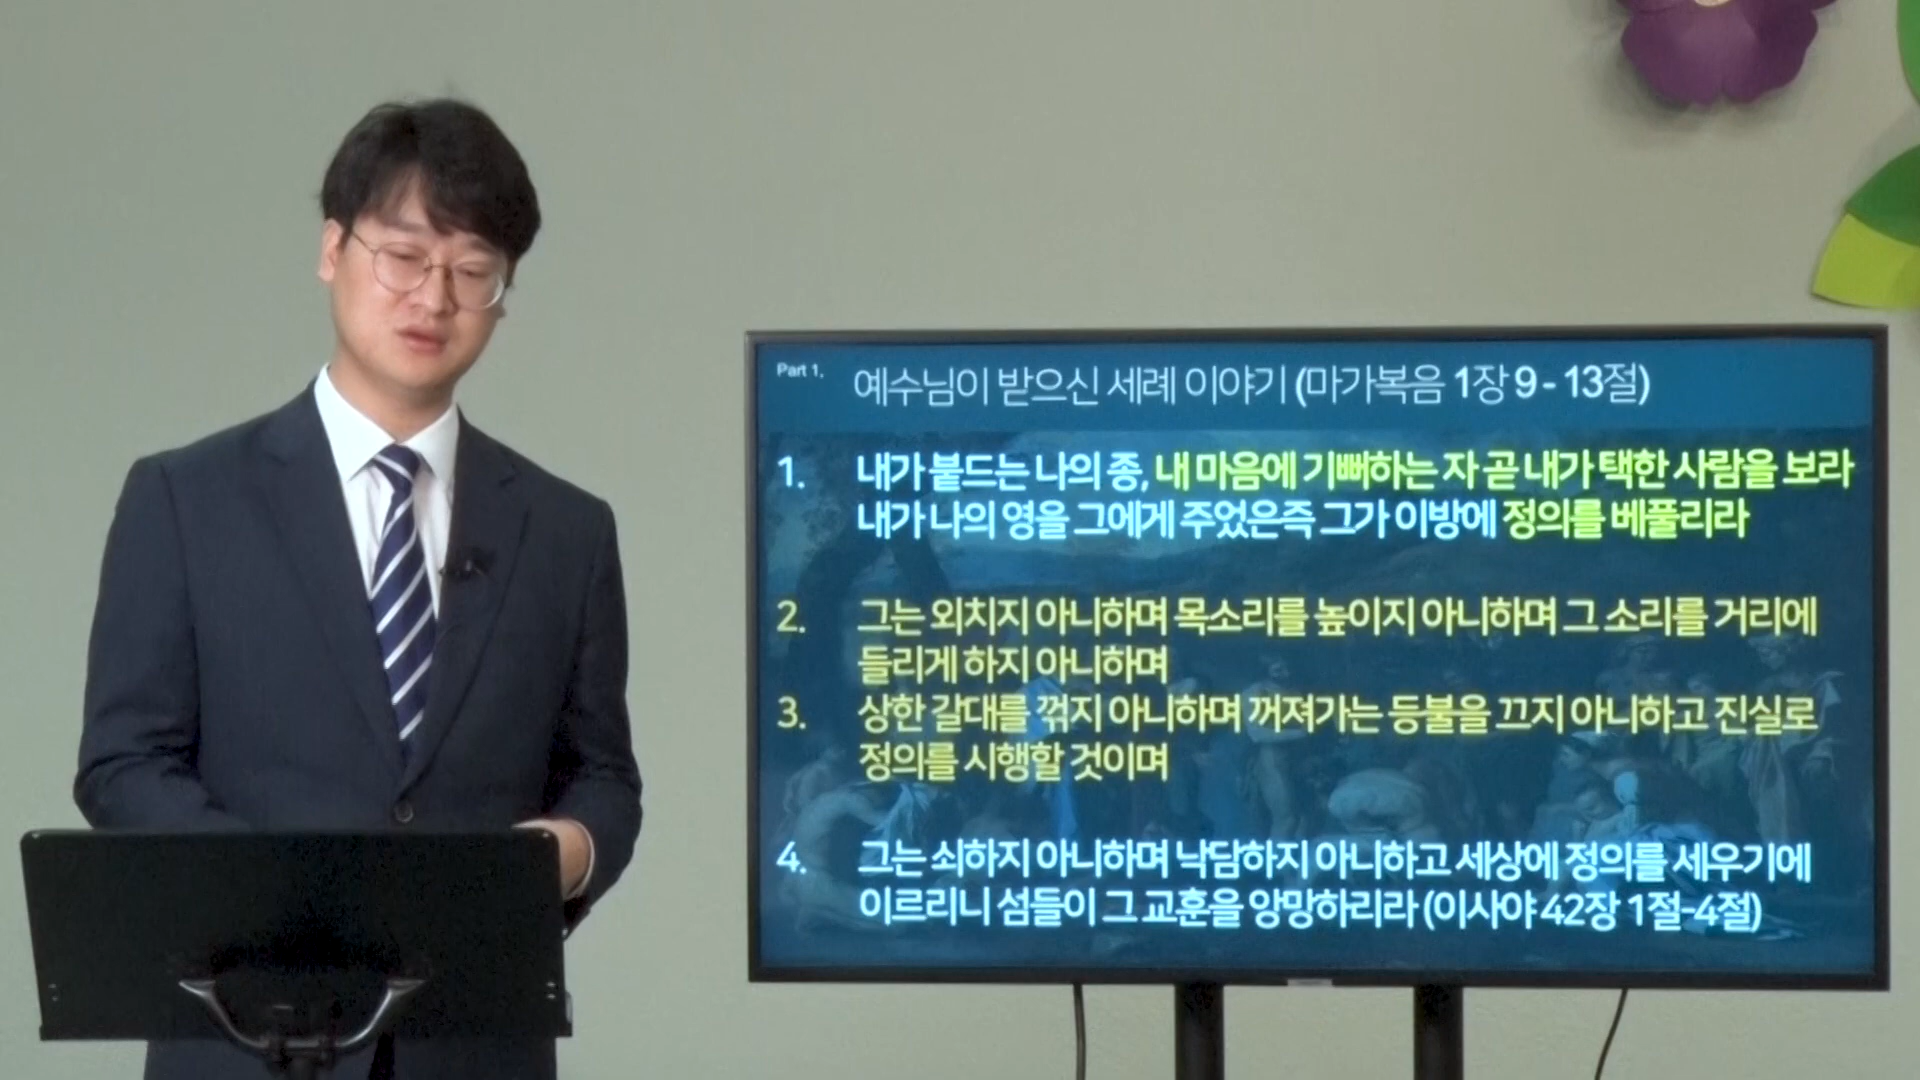 Part 1.
예수님이 받으신 세례 이야기 (마가복음 1장 9 - 13절)
1. 내가 붙드는 나의 종, 내 마음에 기뻐하는 자 곧 내가 택한 사람을 보라
내가 나의 영을 그에게 주었은즉 그가 이방에 정의를 베풀리라
2. 그는 외치지 아니하며 목소리를 높이지 아니하며 그 소리를 거리에
들리게 하지 아니하며
3. 상한 갈대를 꺾지 아니하며 꺼져가는 등불을 끄지 아니하고 진실로
정의를 시행할 것이며
4. 그는 쇠하지 아니하며 낙담하지 아니하고 세상에 정의를 세우기에
이르리니 섬들이 그 교훈을 앙망하리라 (이사야 42장 1절-4절)